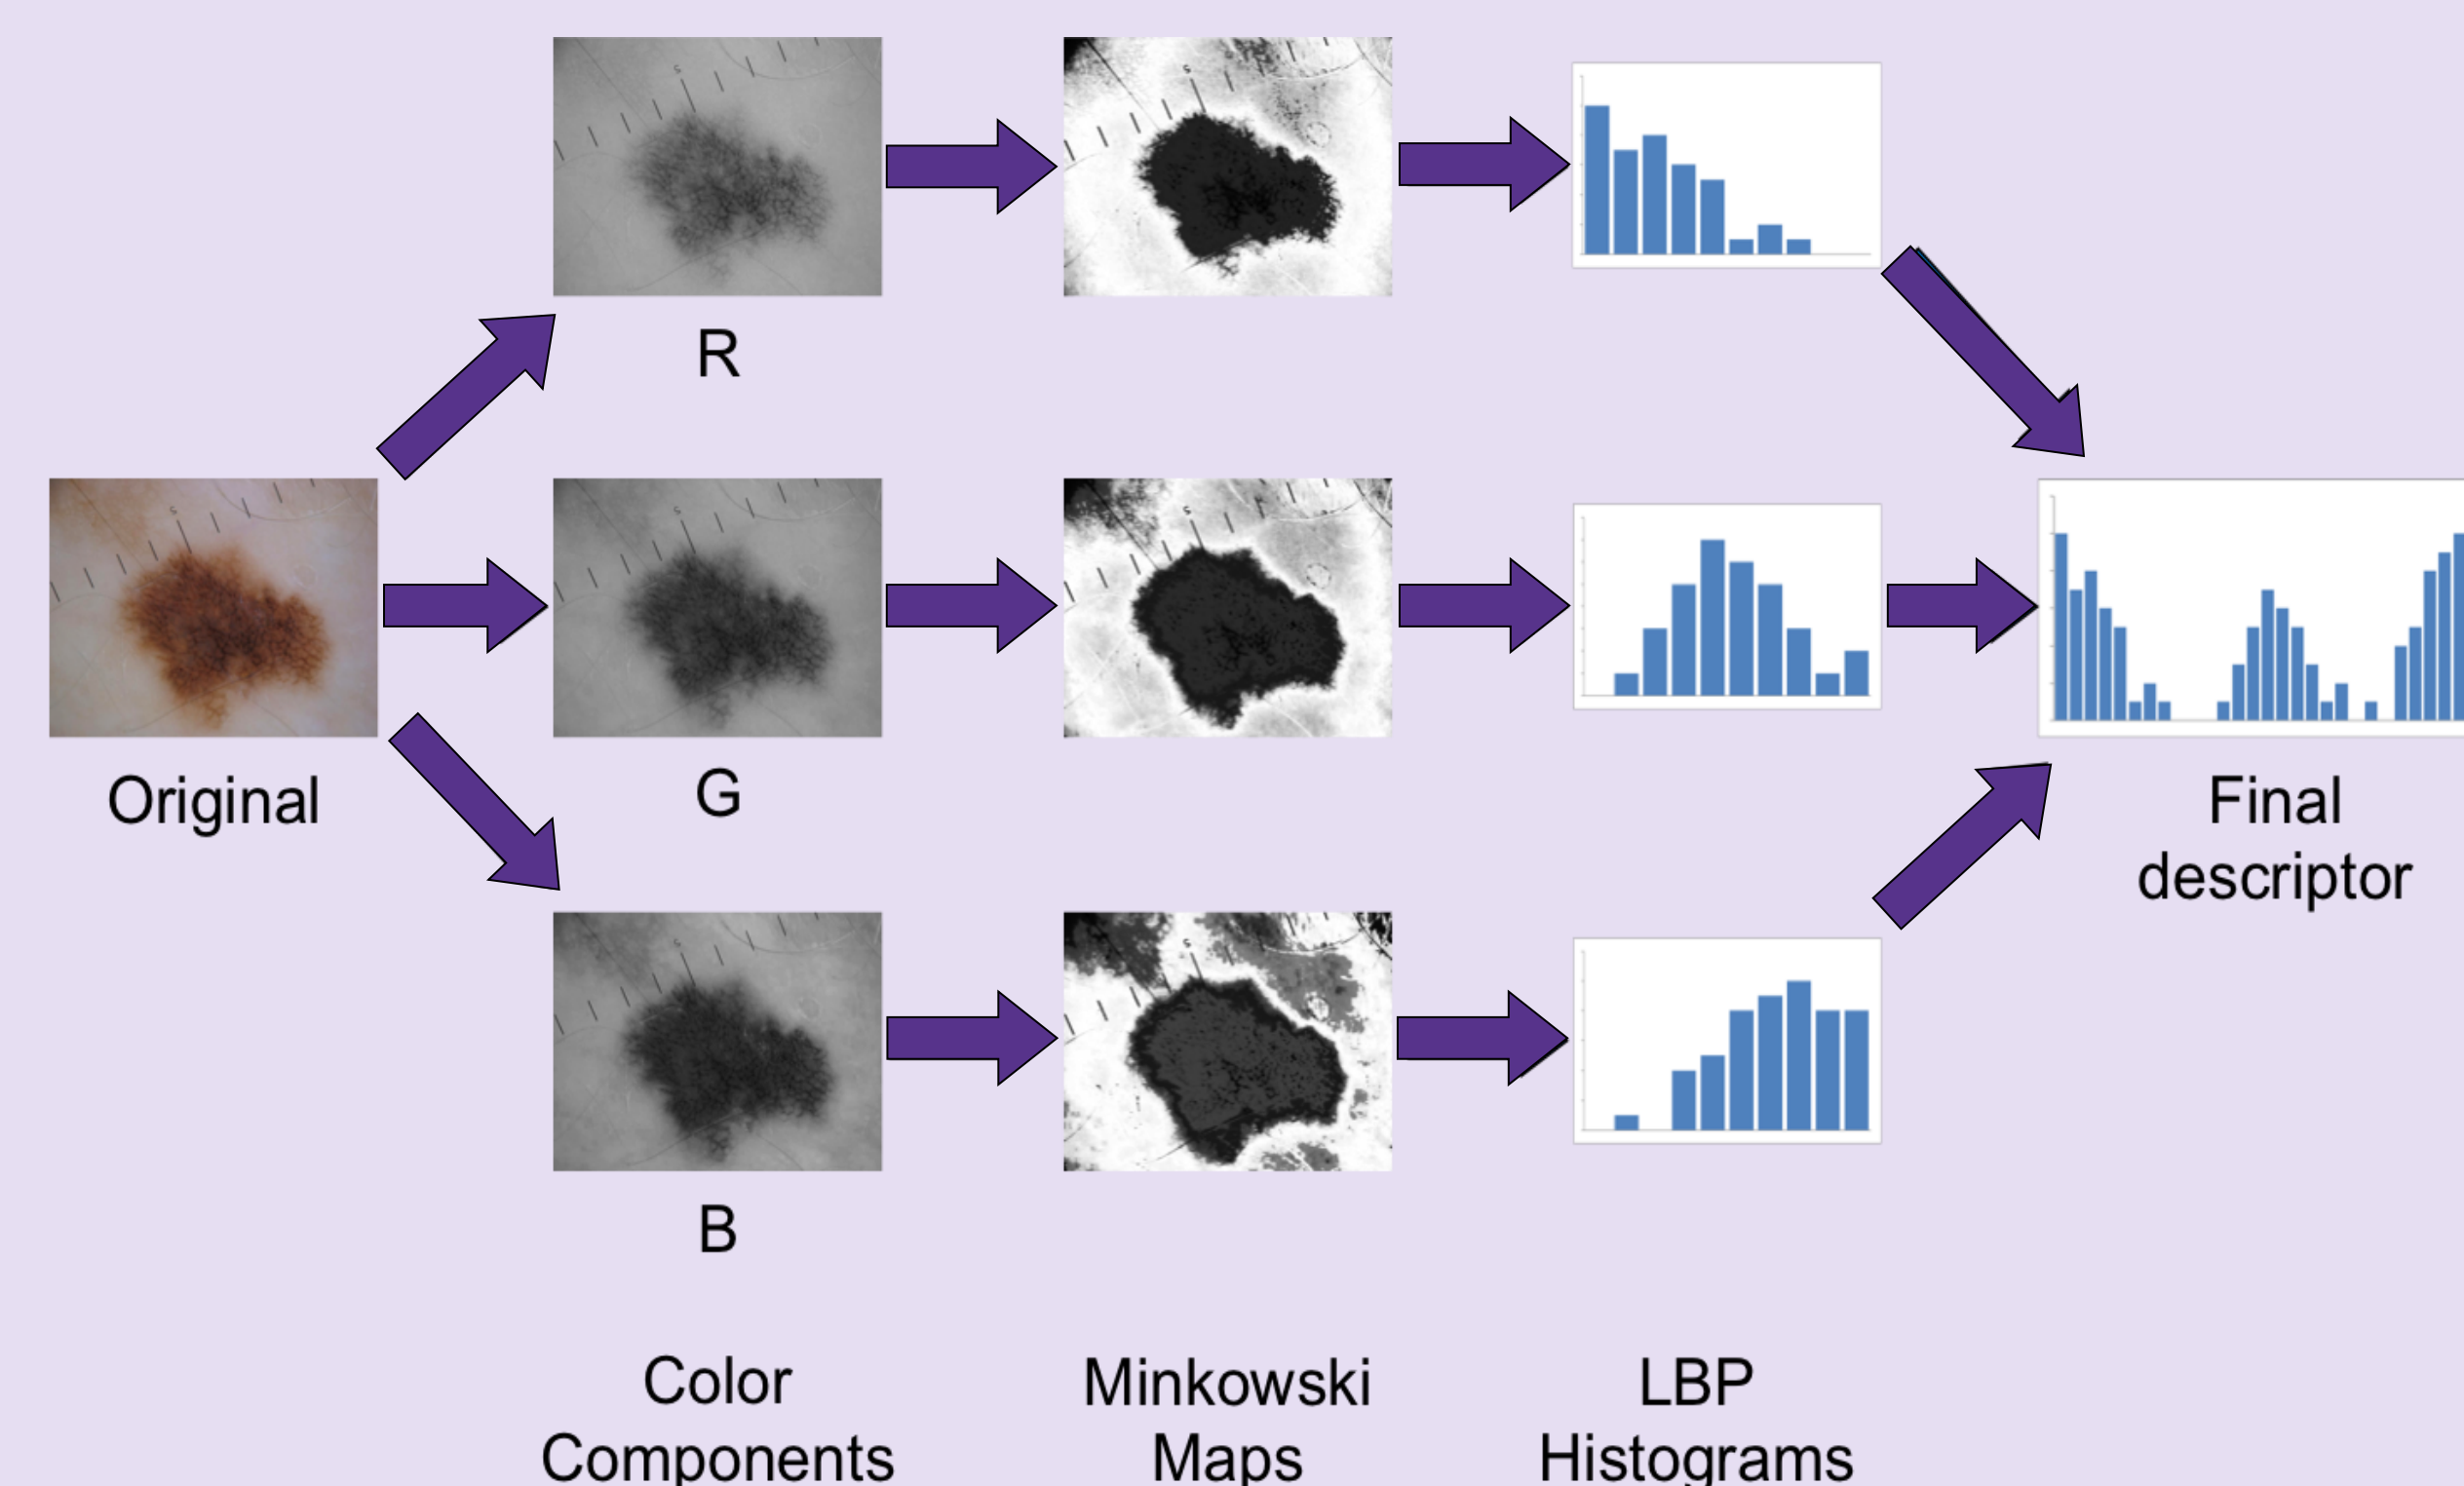 R
Original
G
Final
descriptor
B
Color
Components
Minkowski
Maps
LBP
Histograms